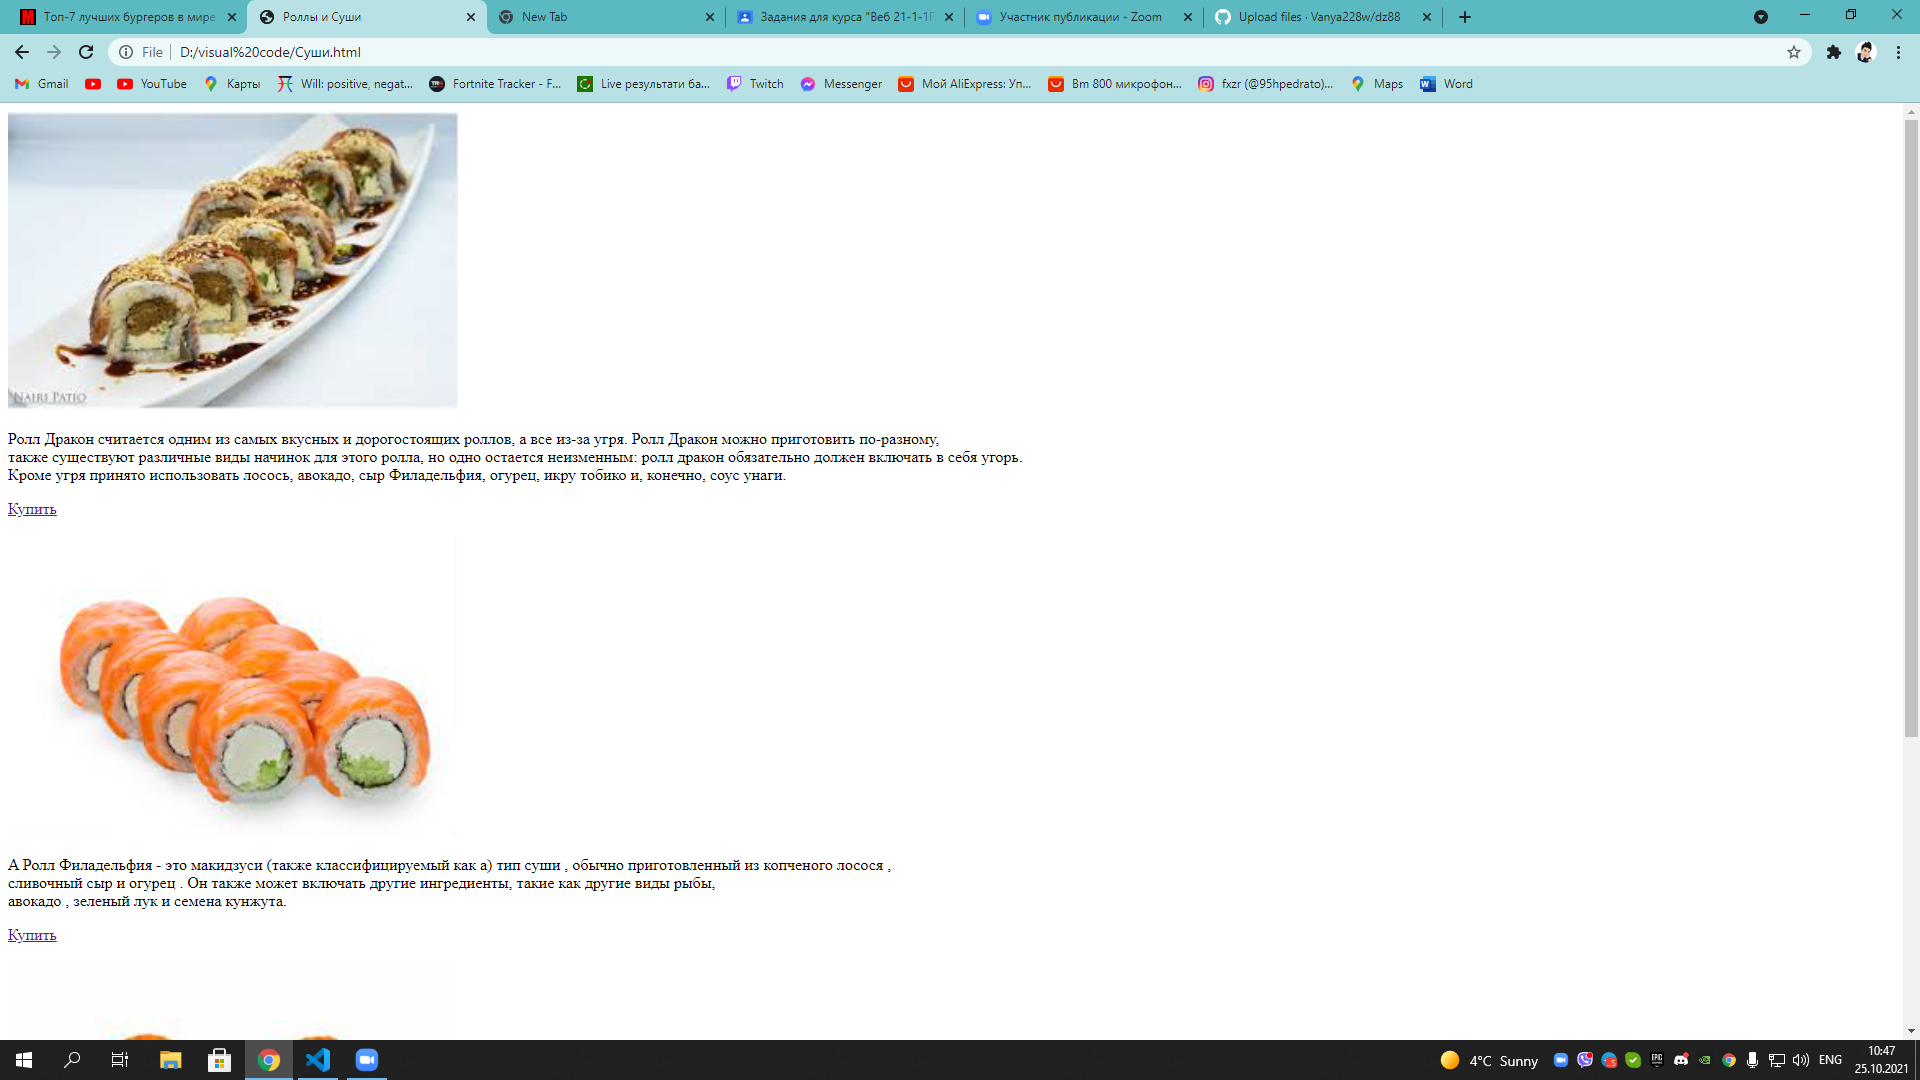 Топ-7 лучших бургеров в мире
Роллы и Суши
New Tab
Задания для курса "Веб 21-1-1Г
Участник публикации - Zoom
Upload files · Vanya228w/dz88
File
D:/visual%20code/Суши.html
Gmail
YouTube
Карты
Will: positive, negat...
Fortnite Tracker - F...
Live результати ба...
Twitch
Messenger
Мой AliExpress: Уп...
Bm 800 микрофон...
fxzr (@95hpedrato)...
Maps
Word
NAIRI PATIO
Ролл Дракон считается одним из самых вкусных и дорогостоящих роллов, а все из-за угря. Ролл Дракон можно приготовить по-разному,
также существуют различные виды начинок для этого ролла, но одно остается неизменным: ролл дракон обязательно должен включать в себя угорь.
Кроме угря принято использовать лосось, авокадо, сыр Филадельфия, огурец, икру тобико и, конечно, соус унаги.
Купить
А Ролл Филадельфия - это макидзуси (также классифицируемый как а) тип суши , обычно приготовленный из копченого лосося ,
сливочный сыр и огурец . Он также может включать другие ингредиенты, такие как другие виды рыбы,
авокадо , зеленый лук и семена кунжута.
Купить
4°C Sunny
ENG
10:47
25.10.2021